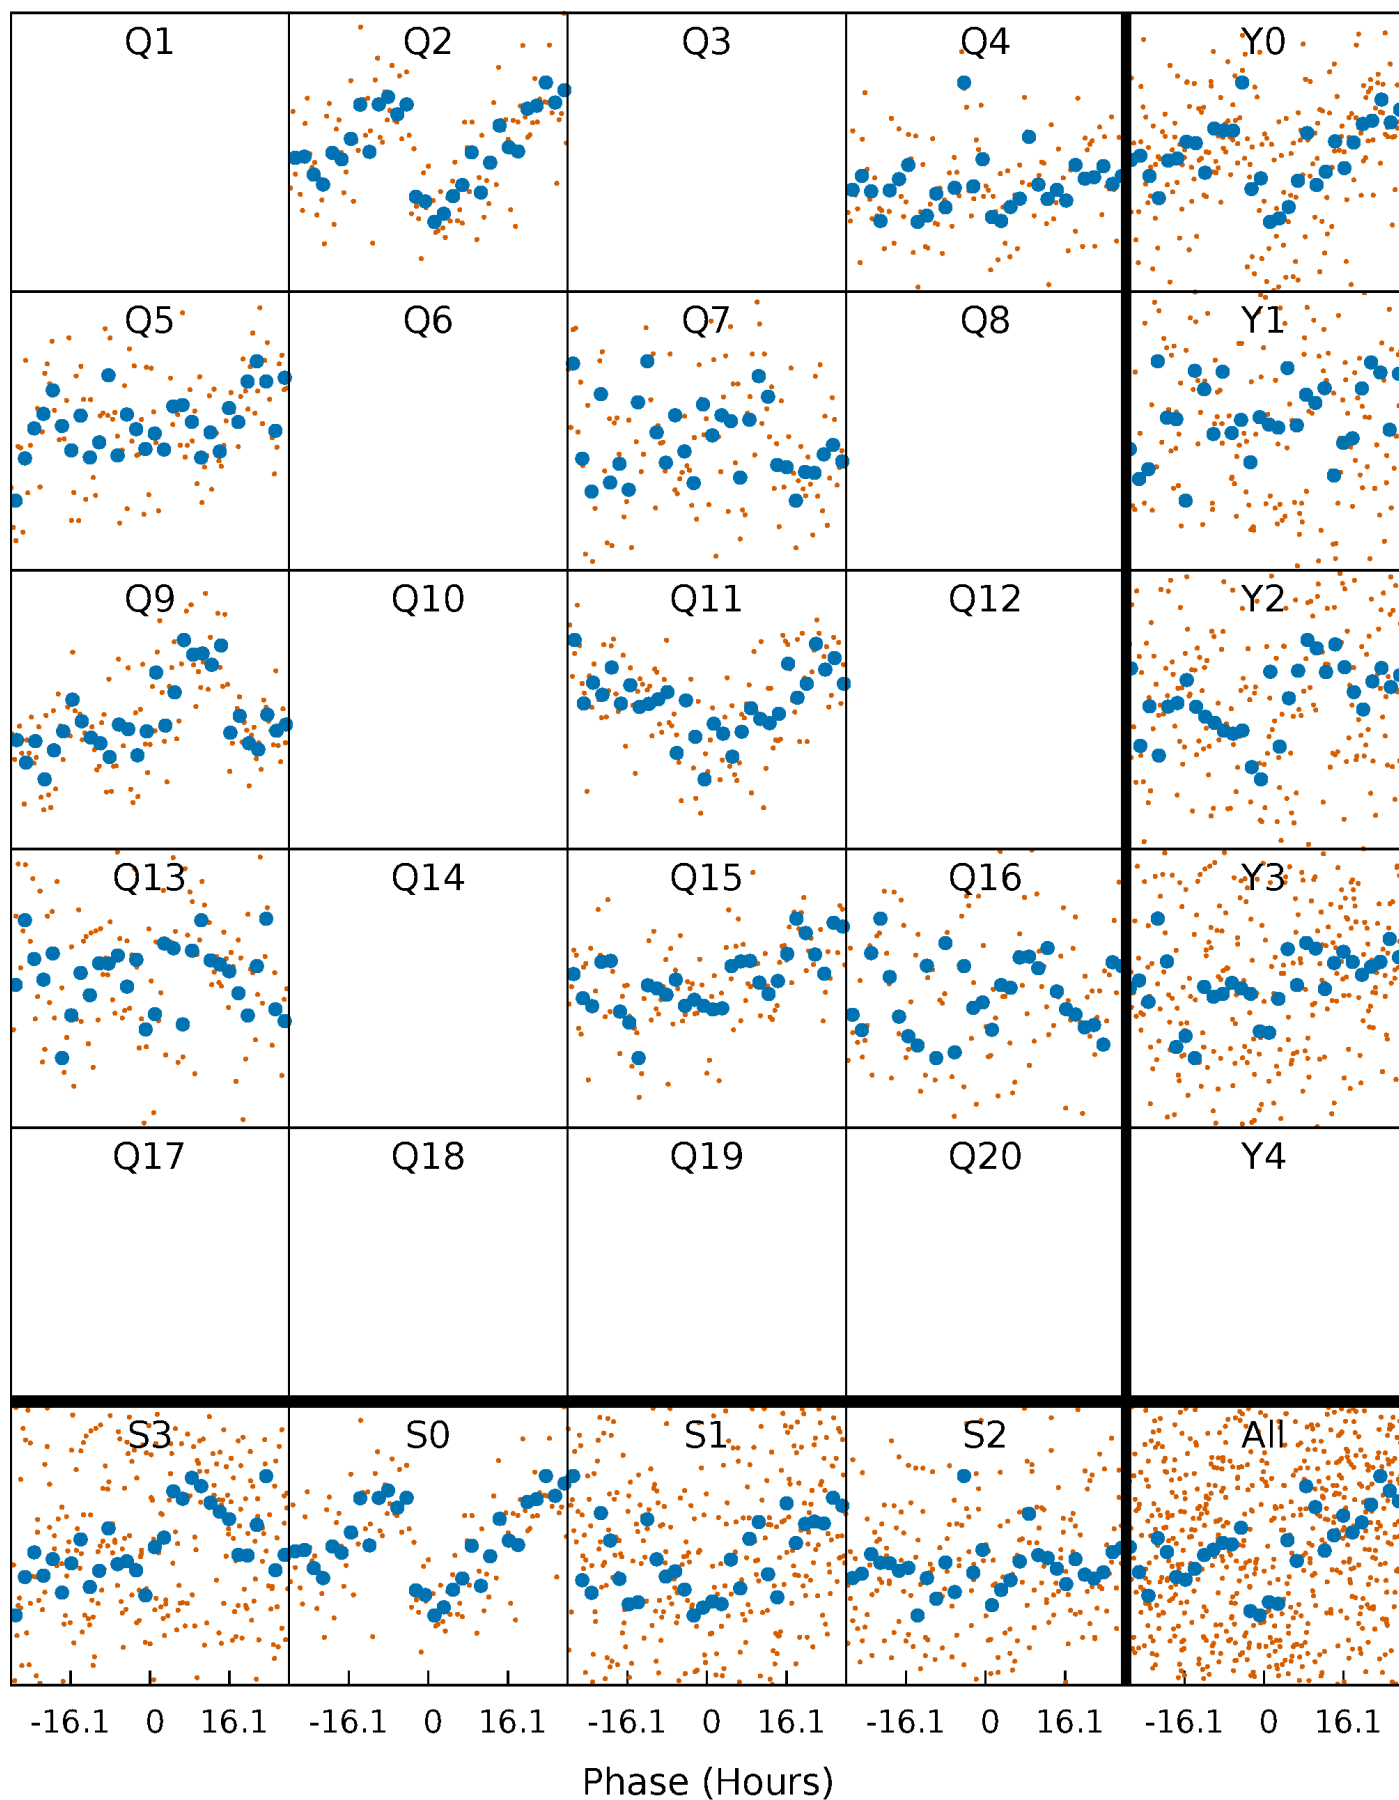 Q1 Q2 Q3 Q4 Y0
Q5 Q6 Q7 Q8 Y1
Q9 Q10 Q11 Q12 Y2
Q13 Q14 Q15 Q16 Y3
Q17 Q18 Q19 Q20 Y4
S3 S0 S1 S2 All
-16.1 0 16.1 -16.1 0 16.1 -16.1 0 16.1 -16.1 0 16.1 -16.1 0 16.1
Phase (Hours)